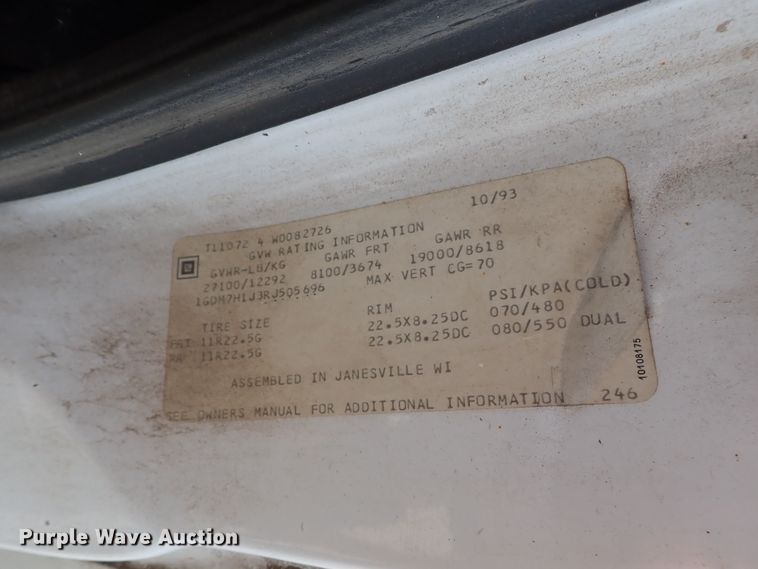 10/93
T11072 4 W0082726
GVW RATING INFORMATION
GVWR-LB/KG GAWR FRT GAWR RR
27100/12292 8100/3674 19000/8618
1GDM7H1J3RJ505696 MAX VERT CG=70
TIRE SIZE RIM PSI/KPA(COLD)
FRT 11R22.5G 22.5X8.25DC 070/480
RR 11R22.5G 22.5X8.25DC 080/550 DUAL
ASSEMBLED IN JANESVILLE WI
SEE OWNERS MANUAL FOR ADDITIONAL INFORMATION 246
10108175
Purple Wave Auction